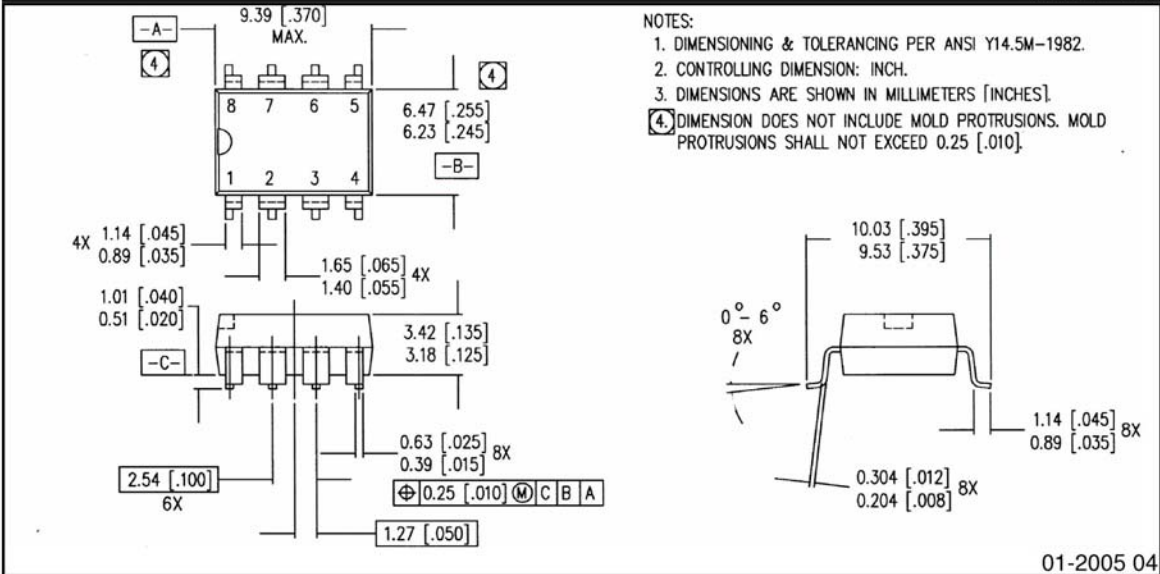 9.39 [.370]
MAX.
-A-
4
4
8 7 6 5
1 2 3 4
6.47 [.255]
6.23 [.245]
-B-
4X 1.14 [.045]
0.89 [.035]
1.65 [.065] 4X
1.40 [.055]
1.01 [.040]
0.51 [.020]
-C-
3.42 [.135]
3.18 [.125]
0.63 [.025] 8X
0.39 [.015]
2.54 [.100]
6X
⌖ 0.25 [.010] Ⓜ C B A
1.27 [.050]
NOTES:
1. DIMENSIONING & TOLERANCING PER ANSI Y14.5M-1982.
2. CONTROLLING DIMENSION: INCH.
3. DIMENSIONS ARE SHOWN IN MILLIMETERS [INCHES].
4. DIMENSION DOES NOT INCLUDE MOLD PROTRUSIONS. MOLD
PROTRUSIONS SHALL NOT EXCEED 0.25 [.010].
10.03 [.395]
9.53 [.375]
0°- 6°
8X
1.14 [.045] 8X
0.89 [.035]
0.304 [.012] 8X
0.204 [.008]
01-2005 04